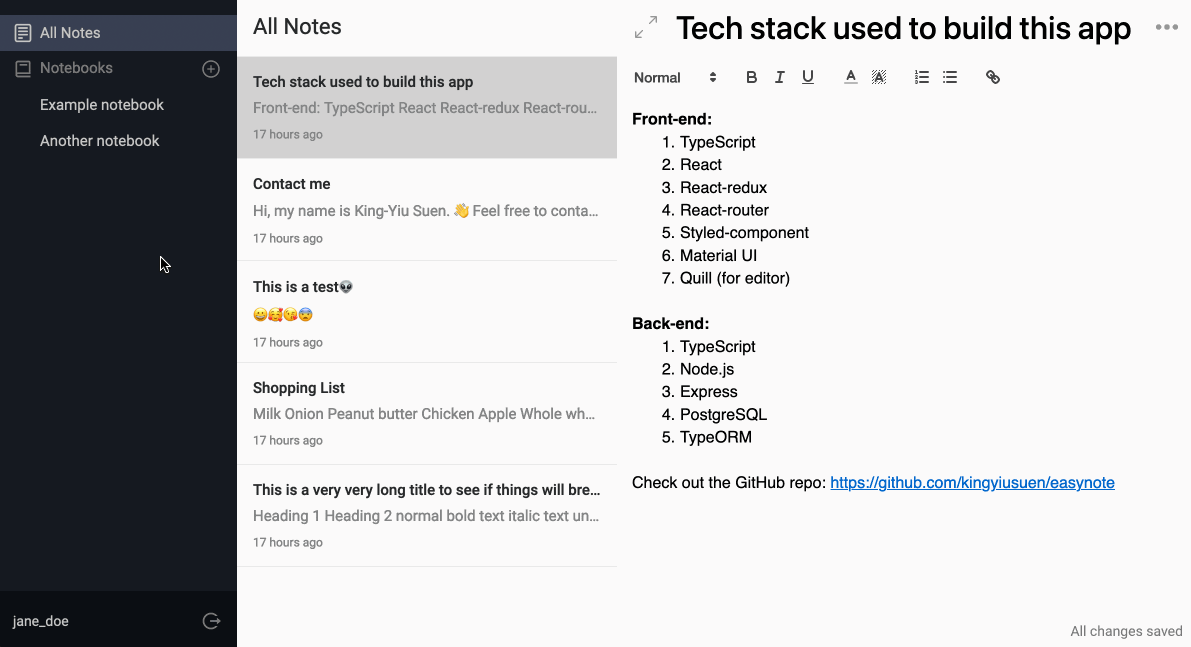 All Notes
Notebooks
Example notebook
Another notebook
jane_doe
All Notes
Tech stack used to build this app
Front-end: TypeScript React React-redux React-rou...
17 hours ago
Contact me
Hi, my name is King-Yiu Suen. 👋 Feel free to conta...
17 hours ago
This is a test👽
😀🥰😘😨
17 hours ago
Shopping List
Milk Onion Peanut butter Chicken Apple Whole wh...
17 hours ago
This is a very very long title to see if things will bre...
Heading 1 Heading 2 normal bold text italic text un...
17 hours ago
Tech stack used to build this app
Normal B I U A A
Front-end:
1. TypeScript
2. React
3. React-redux
4. React-router
5. Styled-component
6. Material UI
7. Quill (for editor)
Back-end:
1. TypeScript
2. Node.js
3. Express
4. PostgreSQL
5. TypeORM
Check out the GitHub repo: https://github.com/kingyiusuen/easynote
All changes saved